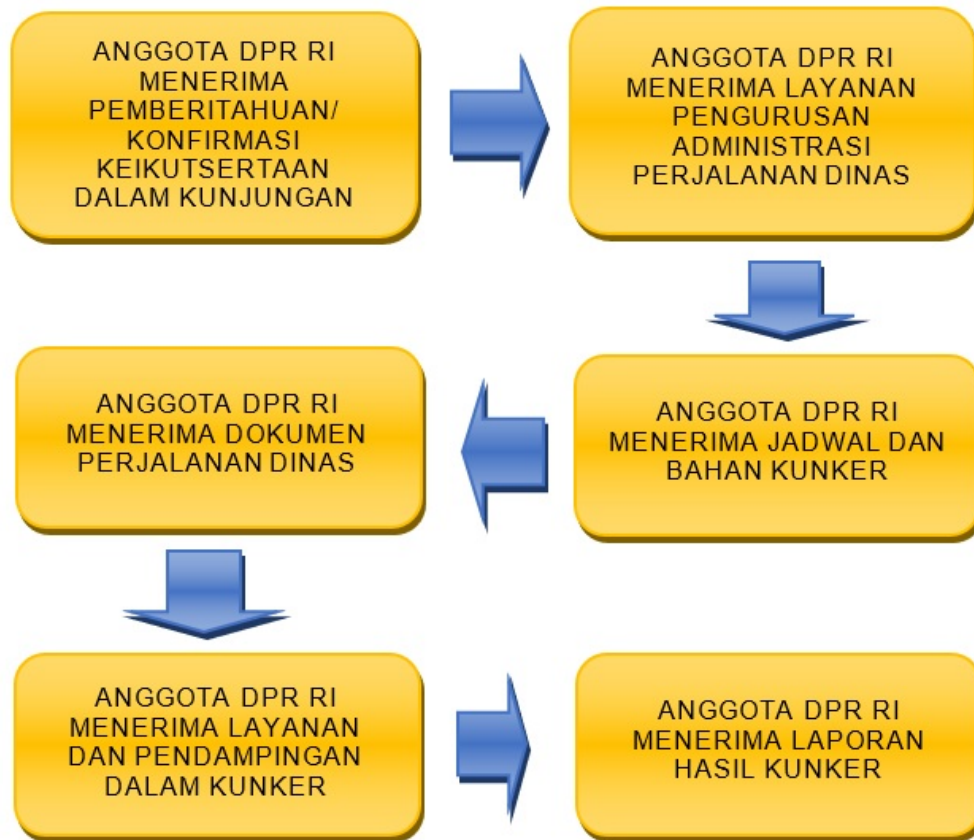 ANGGOTA DPR RI
MENERIMA
PEMBERITAHUAN/
KONFIRMASI
KEIKUTSERTAAN
DALAM KUNJUNGAN
ANGGOTA DPR RI
MENERIMA LAYANAN
PENGURUSAN
ADMINISTRASI
PERJALANAN DINAS
ANGGOTA DPR RI
MENERIMA JADWAL DAN
BAHAN KUNKER
ANGGOTA DPR RI
MENERIMA DOKUMEN
PERJALANAN DINAS
ANGGOTA DPR RI
MENERIMA LAYANAN
DAN PENDAMPINGAN
DALAM KUNKER
ANGGOTA DPR RI
MENERIMA LAPORAN
HASIL KUNKER